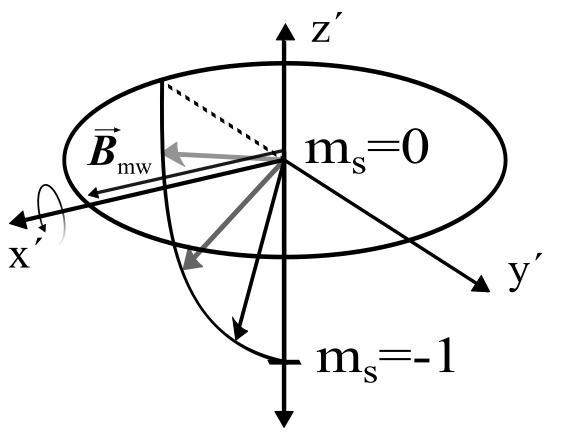 z´
m_s=0
B⃗_mw
x´
y´
m_s=-1